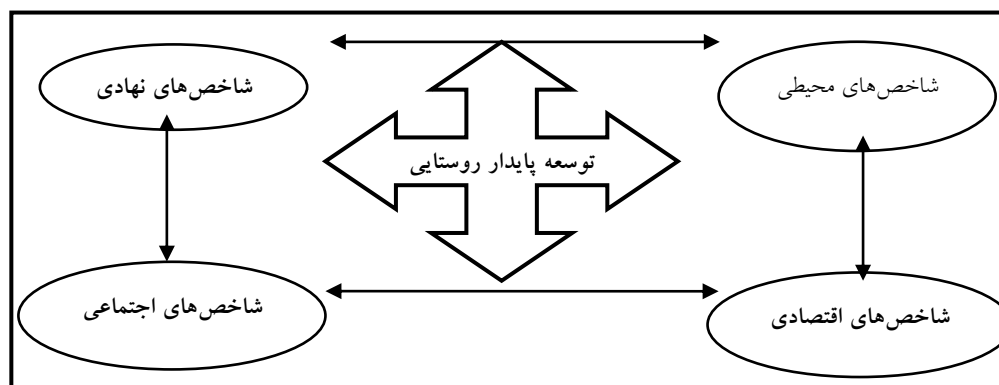 شاخص‌های محیطی
شاخص‌های نهادی
توسعه پایدار روستایی
شاخص‌های اقتصادی
شاخص‌های اجتماعی